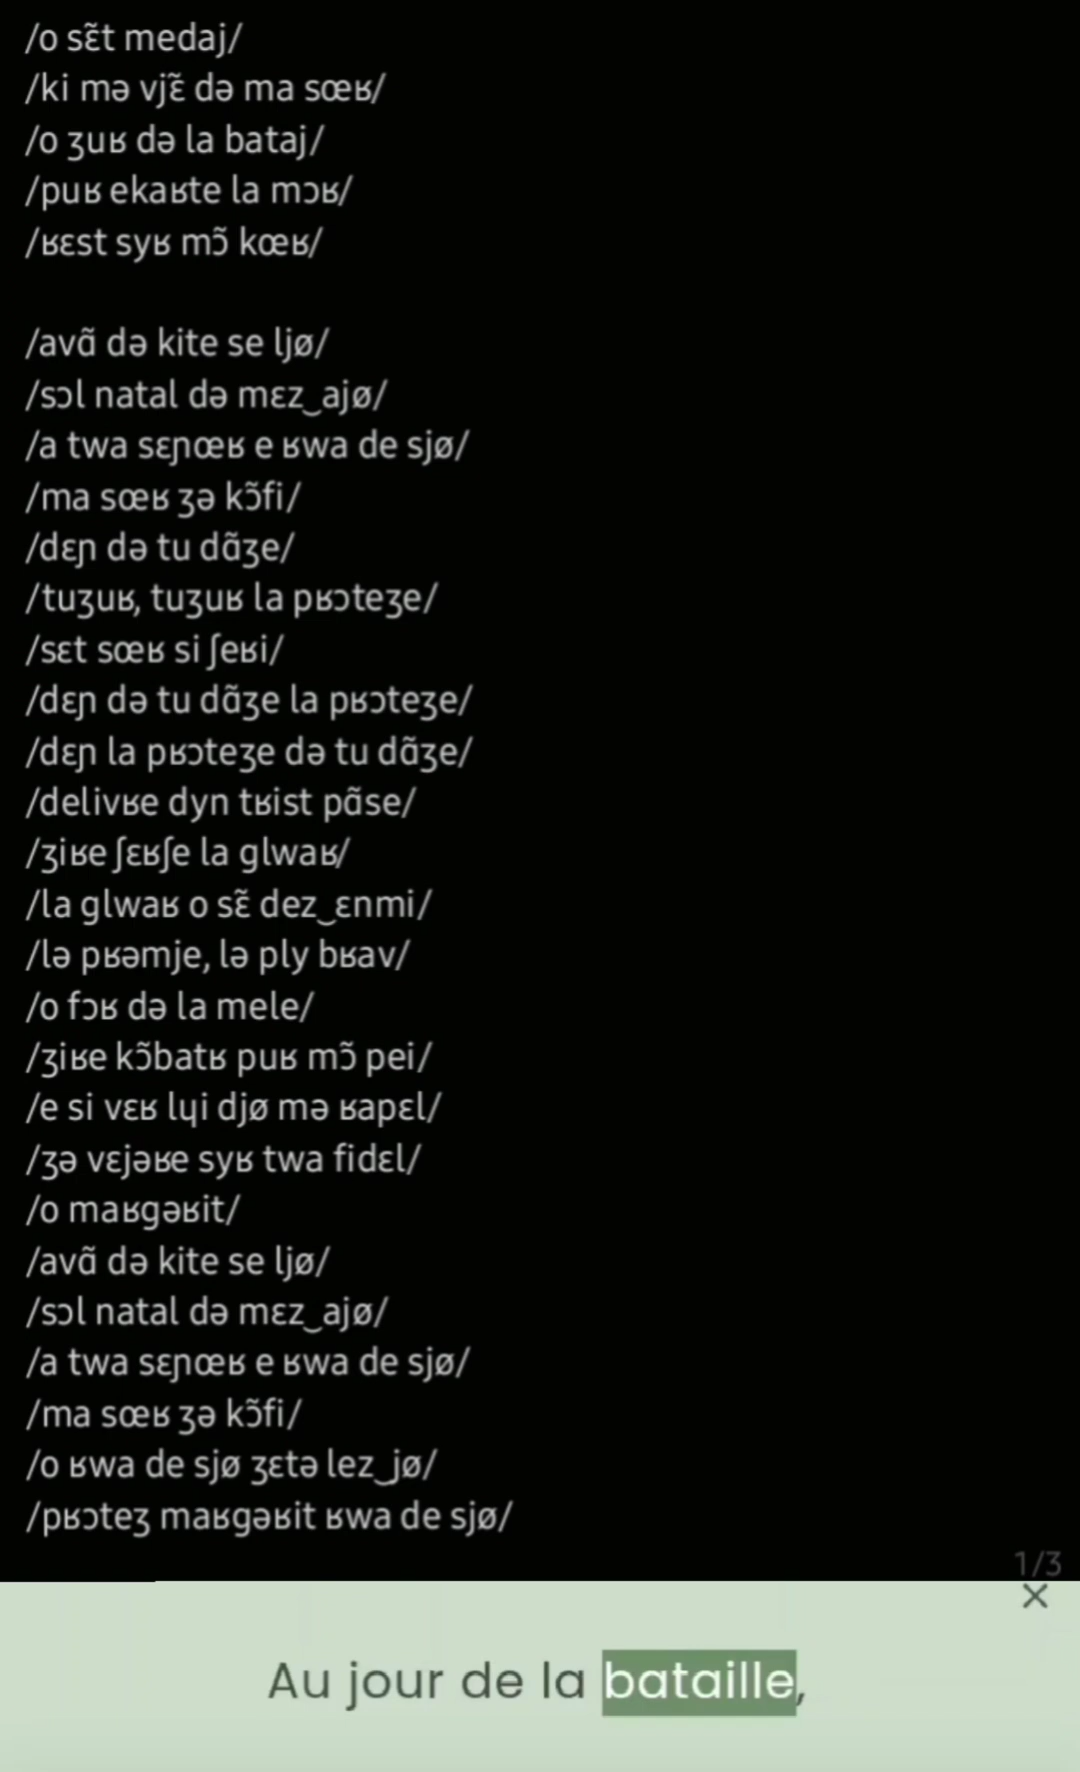 /o sɛ̃t medaj/
/ki mə vjɛ̃ də ma sœʁ/
/o ʒuʁ də la bataj/
/puʁ ekaʁte la mɔʁ/
/ʁɛst syʁ mɔ̃ kœʁ/
/avɑ̃ də kite se ljø/
/sɔl natal də mɛz‿ajø/
/a twa sɛɲœʁ e ʁwa de sjø/
/ma sœʁ ʒə kɔ̃fi/
/dɛɲ də tu dɑ̃ʒe/
/tuʒuʁ, tuʒuʁ la pʁɔteʒe/
/sɛt sœʁ si ʃeʁi/
/dɛɲ də tu dɑ̃ʒe la pʁɔteʒe/
/dɛɲ la pʁɔteʒe də tu dɑ̃ʒe/
/delivʁe dyn tʁist pɑ̃se/
/ʒiʁe ʃɛʁʃe la glwaʁ/
/la glwaʁ o sɛ̃ dez‿ɛnmi/
/lə pʁəmje, lə ply bʁav/
/o fɔʁ də la mele/
/ʒiʁe kɔ̃batʁ puʁ mɔ̃ pei/
/e si vɛʁ lɥi djø mə ʁapɛl/
/ʒə vɛjəʁe syʁ twa fidɛl/
/o maʁgəʁit/
/avɑ̃ də kite se ljø/
/sɔl natal də mɛz‿ajø/
/a twa sɛɲœʁ e ʁwa de sjø/
/ma sœʁ ʒə kɔ̃fi/
/o ʁwa de sjø ʒɛtə lez‿jø/
/pʁɔteʒ maʁgəʁit ʁwa de sjø/
1/3
×
Au jour de la bataille,